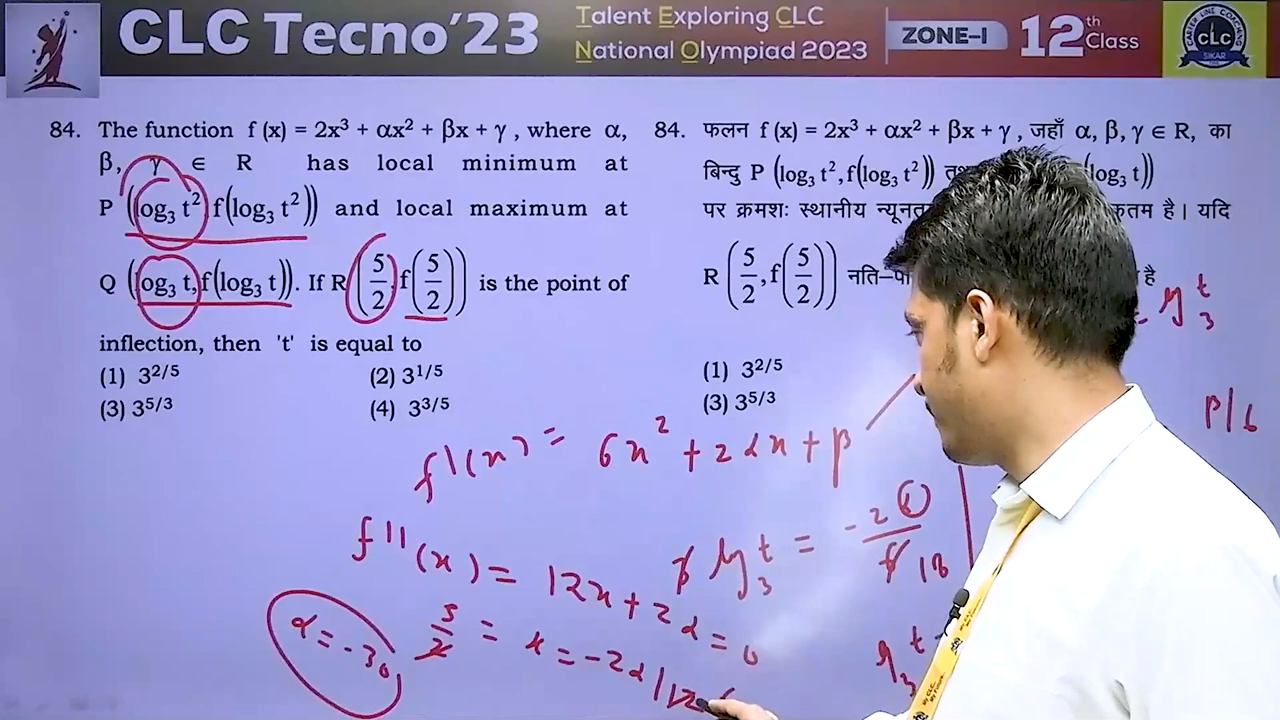 CLC Tecno'23
Talent Exploring CLC
National Olympiad 2023
ZONE-I
12th Class
CLC
SIKAR
84. The function f (x) = 2x³ + αx² + βx + γ , where α,
β, γ ∈ R has local minimum at
P (log₃ t², f(log₃ t²)) and local maximum at
Q (log₃ t, f(log₃ t)). If R (5/2, f(5/2)) is the point of
inflection, then 't' is equal to
(1) 3^{2/5} (2) 3^{1/5}
(3) 3^{5/3} (4) 3^{3/5}
84. फलन f (x) = 2x³ + αx² + βx + γ , जहाँ α, β, γ ∈ R, का
बिन्दु P (log₃ t², f(log₃ t²)) log₃ t))
पर क्रमशः स्थानीय है। यदि
R (5/2, f(5/2)) है
(1) 3^{2/5}
(3) 3^{5/3}
f'(x) = 6x² + 2αx + β
f''(x) = 12x + 2α = 0
5/2 = x = -2α/12
α = -30